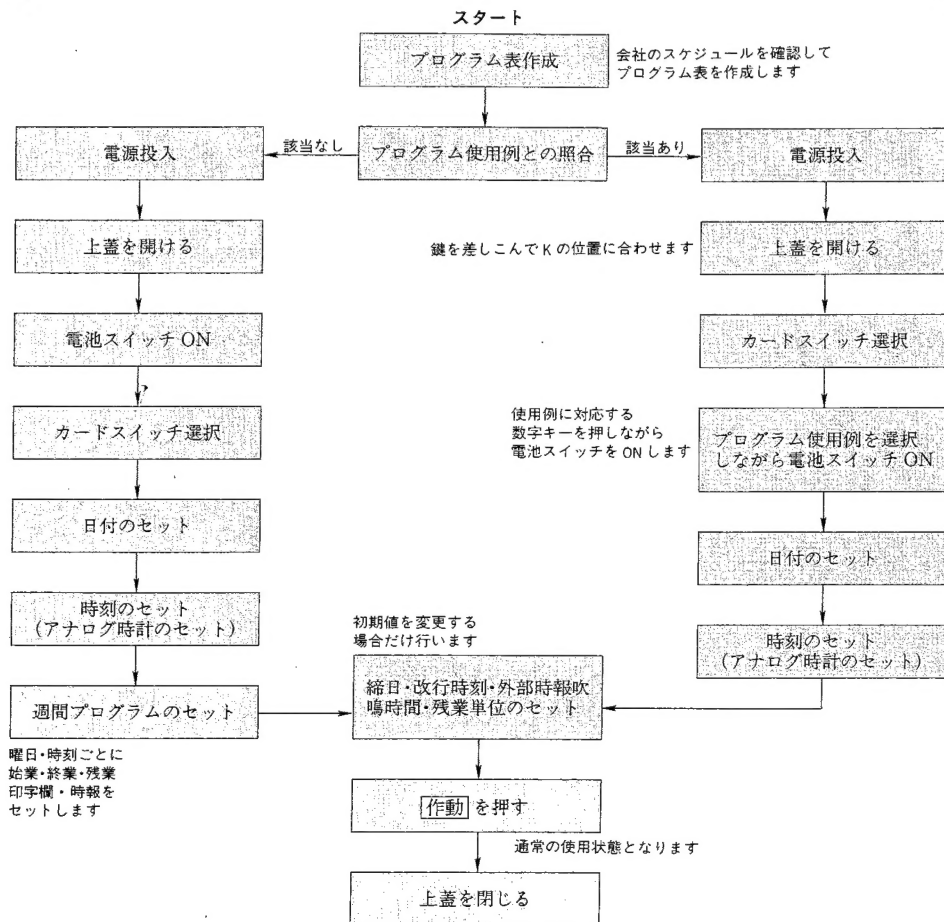 スタート
プログラム表作成
会社のスケジュールを確認して
プログラム表を作成します
プログラム使用例との照合
該当なし
該当あり
電源投入
上蓋を開ける
電池スイッチ ON
カードスイッチ選択
日付のセット
時刻のセット
(アナログ時計のセット)
週間プログラムのセット
曜日・時刻ごとに
始業・終業・残業
印字欄・時報を
セットします
電源投入
鍵を差しこんで K の位置に合わせます
上蓋を開ける
カードスイッチ選択
使用例に対応する
数字キーを押しながら
電池スイッチを ON します
プログラム使用例を選択
しながら電池スイッチ ON
日付のセット
時刻のセット
(アナログ時計のセット)
初期値を変更する
場合だけ行います
締日・改行時刻・外部時報吹
鳴時間・残業単位のセット
作動 を押す
通常の使用状態となります
上蓋を閉じる